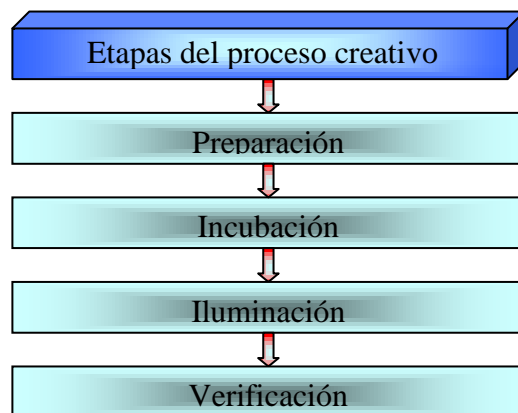 Etapas del proceso creativo
Preparación
Incubación
Iluminación
Verificación